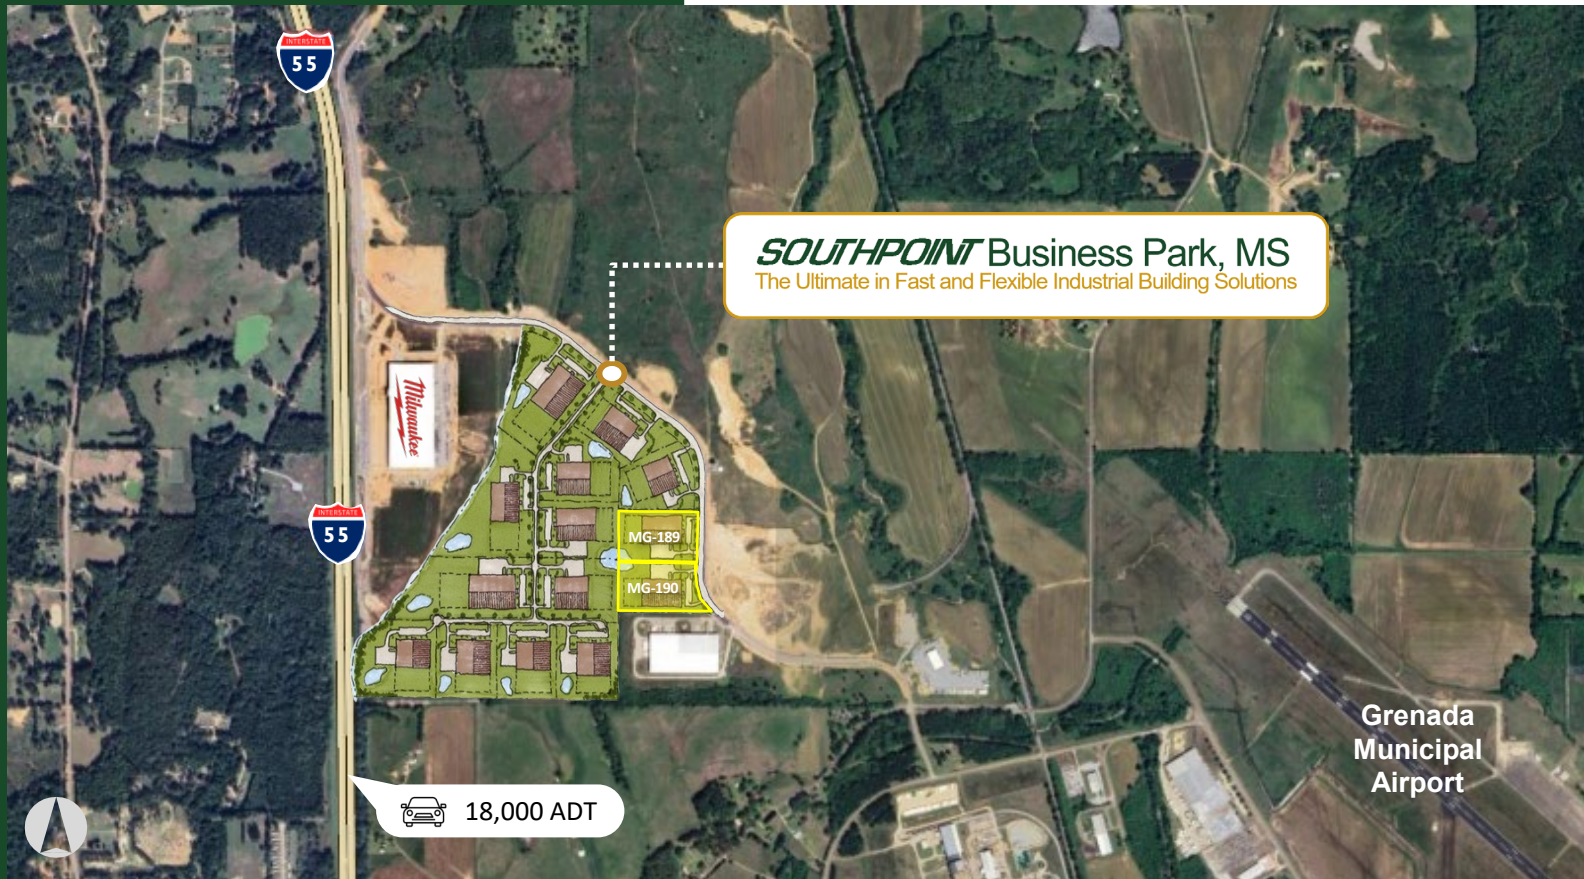 INTERSTATE
55
SOUTHPOINT Business Park, MS
The Ultimate in Fast and Flexible Industrial Building Solutions
Milwaukee
INTERSTATE
55
MG-189
MG-190
Grenada
Municipal
Airport
18,000 ADT